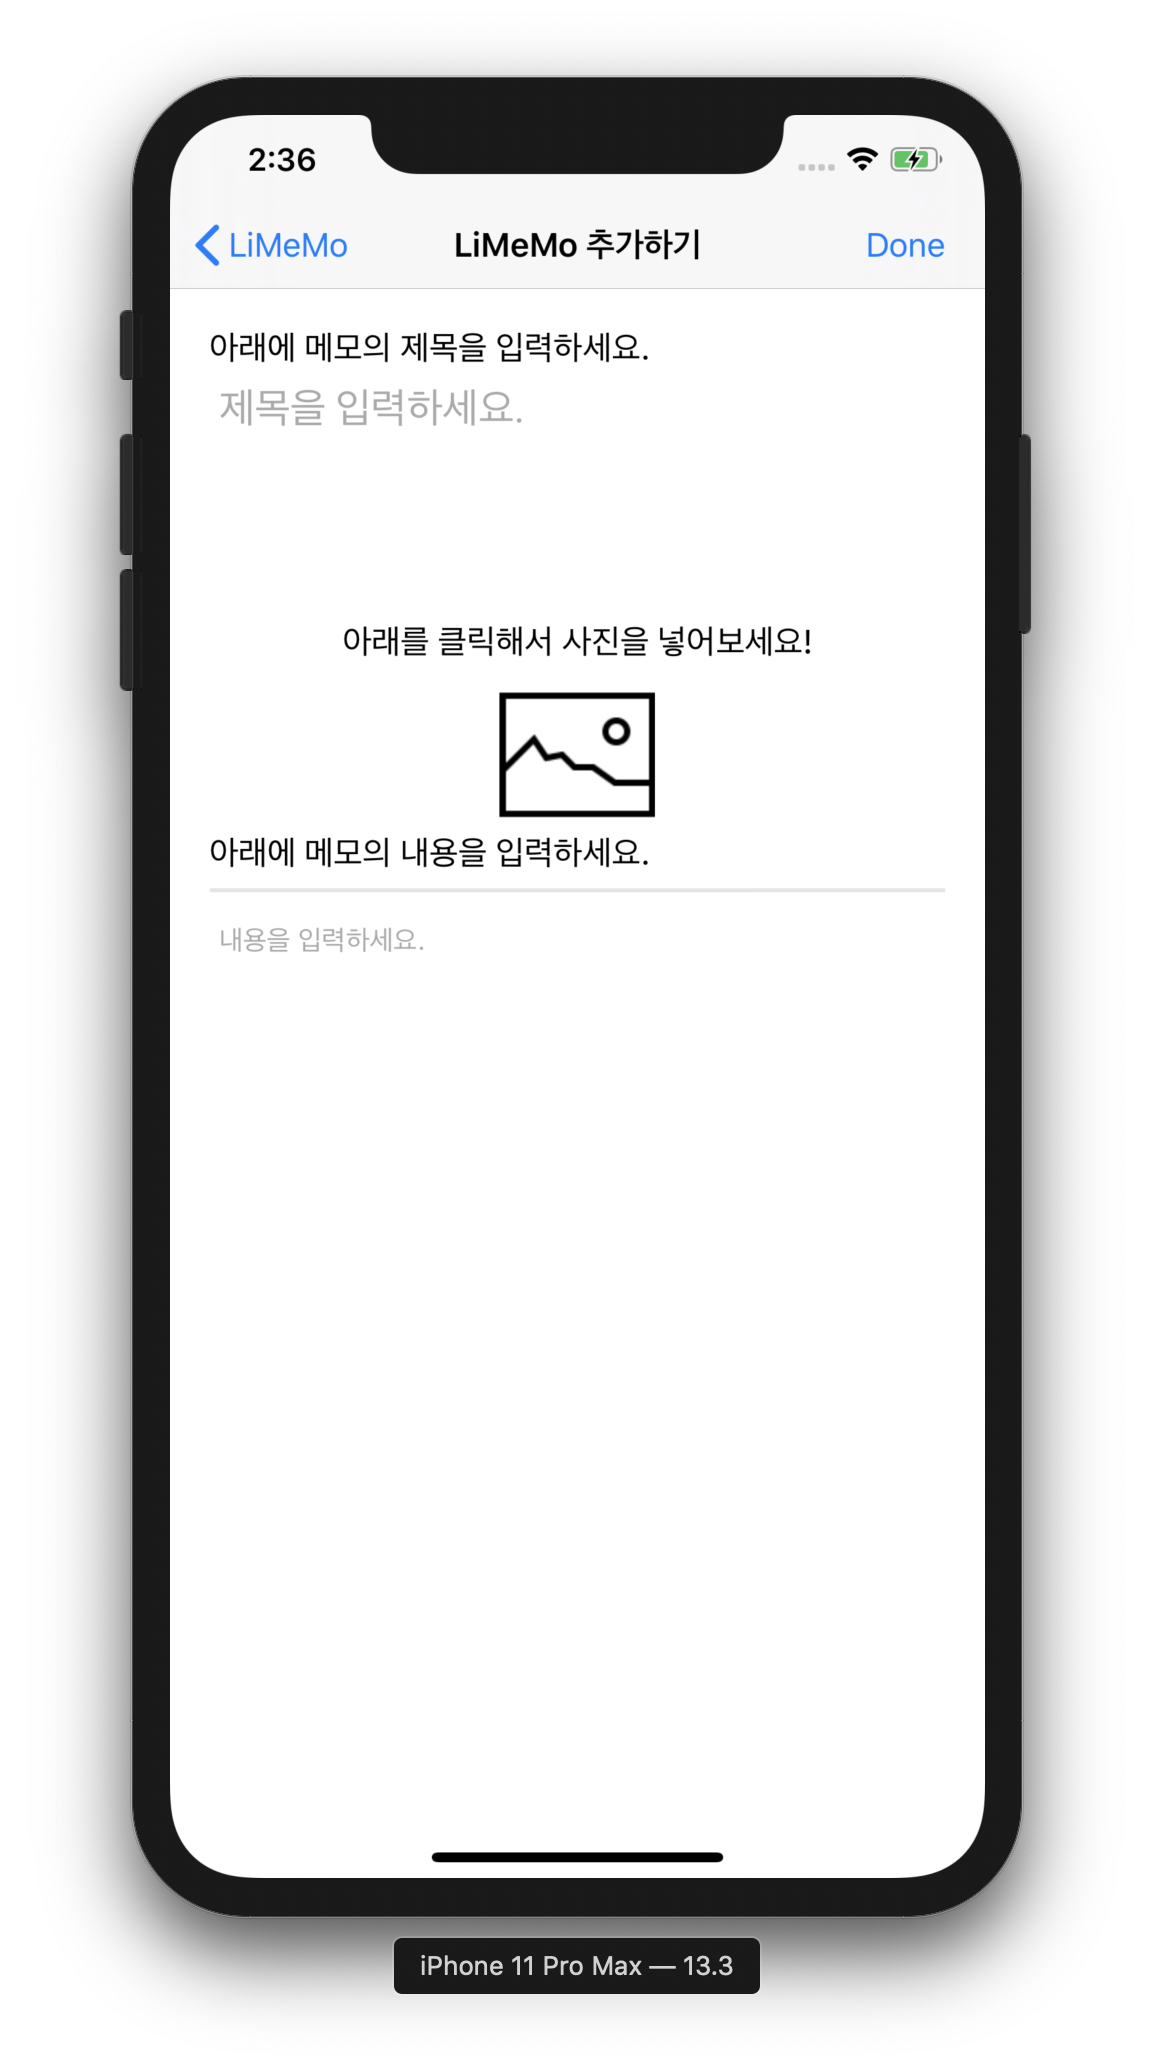 2:36
LiMeMo LiMeMo 추가하기 Done
아래에 메모의 제목을 입력하세요.
제목을 입력하세요.
아래를 클릭해서 사진을 넣어보세요!
아래에 메모의 내용을 입력하세요.
내용을 입력하세요.
iPhone 11 Pro Max — 13.3